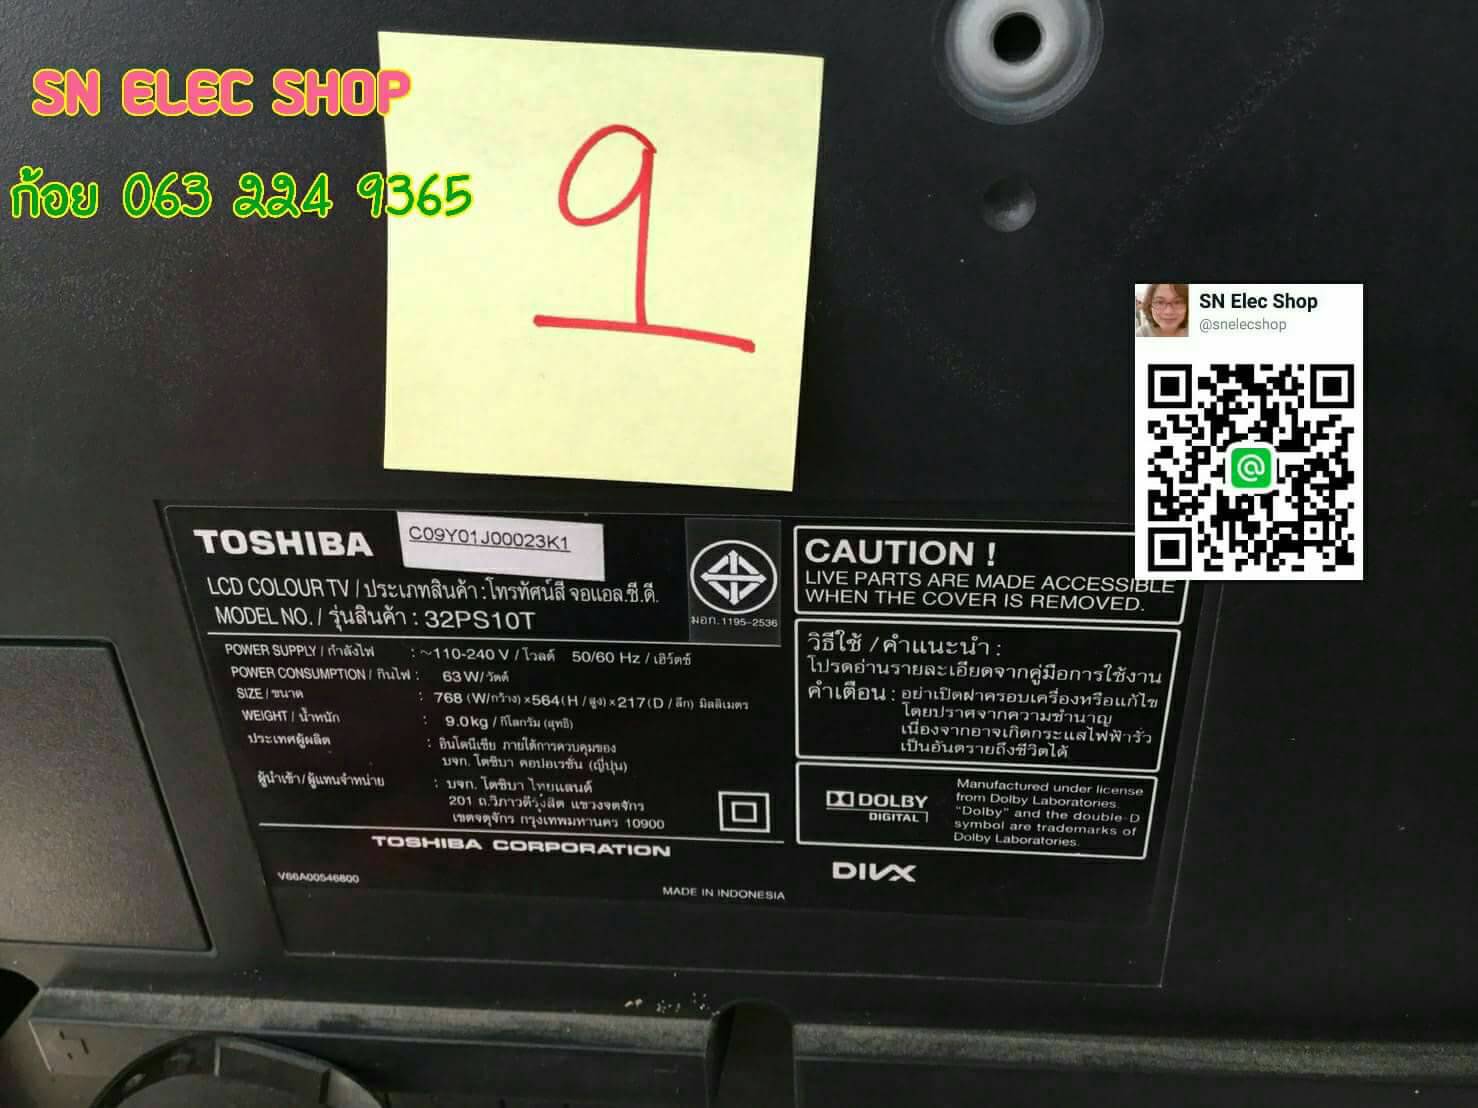 SN ELEC SHOP
ก้อย 063 224 9365
9
SN Elec Shop
@snelecshop
TOSHIBA
C09Y01J00023K1
LCD COLOUR TV / ประเภทสินค้า : โทรทัศน์สี จอแอล.ซี.ดี.
MODEL NO. / รุ่นสินค้า : 32PS10T
มอก.1195-2536
POWER SUPPLY / กำลังไฟ : ~110-240 V / โวลต์ 50/60 Hz / เฮิรตซ์
POWER CONSUMPTION / กินไฟ : 63 W / วัตต์
SIZE / ขนาด : 768 (W/กว้าง) x 564 (H / สูง) x 217 (D / ลึก) มิลลิเมตร
WEIGHT / น้ำหนัก : 9.0kg / กิโลกรัม (สุทธิ)
ประเทศผู้ผลิต : อินโดนีเซีย ภายใต้การควบคุมของ
บจก. โตชิบา คอปอเรชั่น (ญี่ปุ่น)
ผู้นำเข้า / ผู้แทนจำหน่าย : บจก. โตชิบา ไทยแลนด์
201 ถ.วิภาวดีรังสิต แขวงจตุจักร
เขตจตุจักร กรุงเทพมหานคร 10900
TOSHIBA CORPORATION
V66A00546800
MADE IN INDONESIA
CAUTION !
LIVE PARTS ARE MADE ACCESSIBLE
WHEN THE COVER IS REMOVED.
วิธีใช้ / คำแนะนำ :
โปรดอ่านรายละเอียดจากคู่มือการใช้งาน
คำเตือน : อย่าเปิดฝาครอบเครื่องหรือแก้ไข
โดยปราศจากความชำนาญ
เนื่องจากอาจเกิดกระแสไฟฟ้ารั่ว
เป็นอันตรายถึงชีวิตได้
DOLBY
DIGITAL
Manufactured under license
from Dolby Laboratories.
"Dolby" and the double-D
symbol are trademarks of
Dolby Laboratories.
DIVX